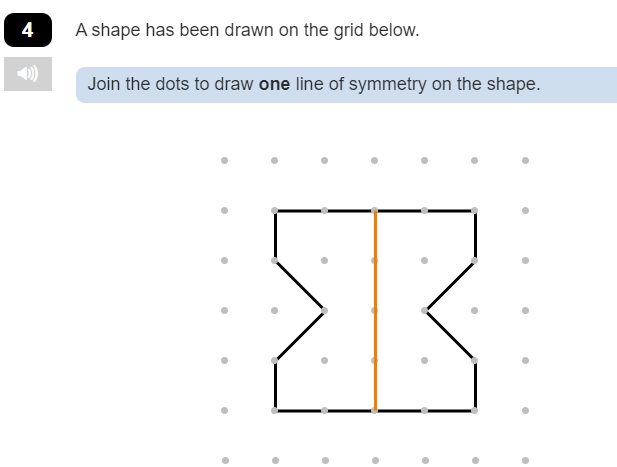 4 A shape has been drawn on the grid below.
Join the dots to draw one line of symmetry on the shape.